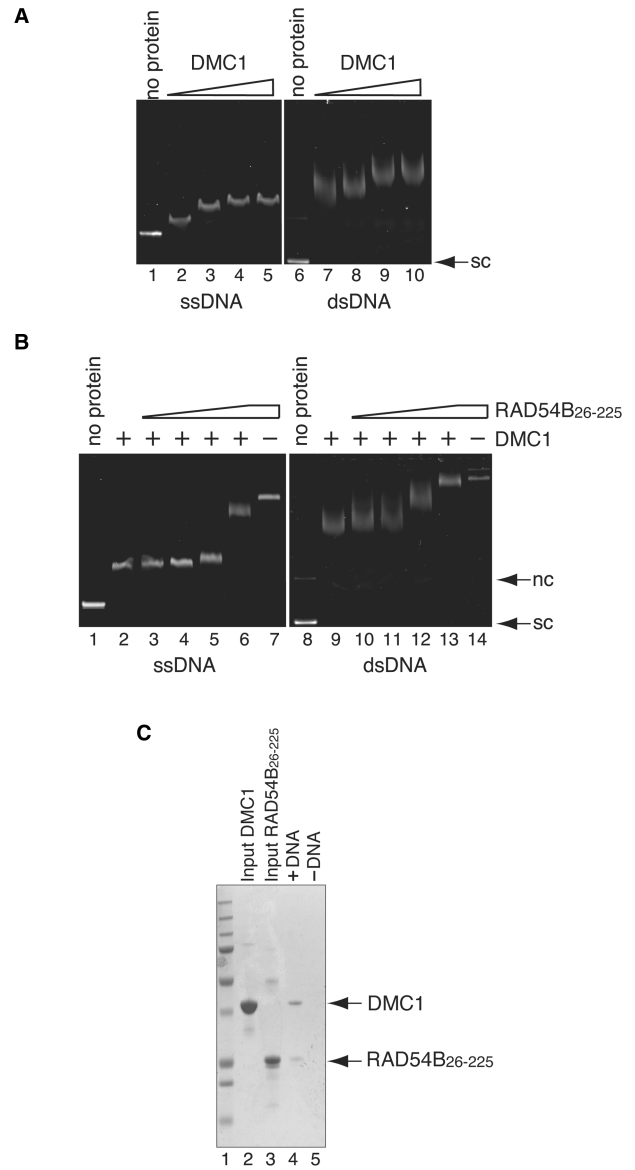 A
no protein
DMC1
no protein
DMC1
sc
1 2 3 4 5 6 7 8 9 10
ssDNA dsDNA
B
no protein
no protein
RAD54B26-225
+ + + + + − + + + + + − DMC1
nc
sc
1 2 3 4 5 6 7 8 9 10 11 12 13 14
ssDNA dsDNA
C
Input DMC1
Input RAD54B26-225
+DNA
−DNA
DMC1
RAD54B26-225
1 2 3 4 5